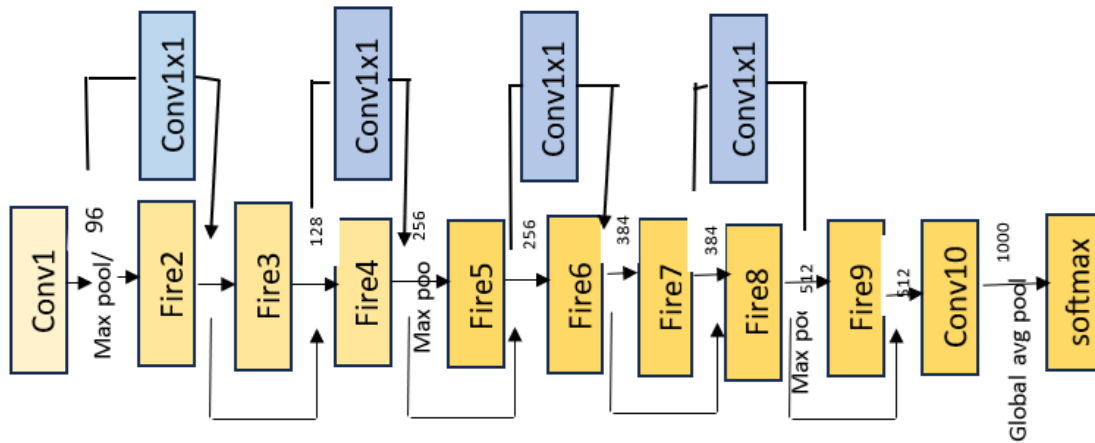 Conv1x1
Conv1x1
Conv1x1
Conv1x1
Conv1
Max pool/ 96
Fire2
Fire3
128
Fire4
256
Max poo
Fire5
256
Fire6
384
Fire7
384
Fire8
512
Max poo
Fire9
512
Conv10
1000
Global avg pool
softmax